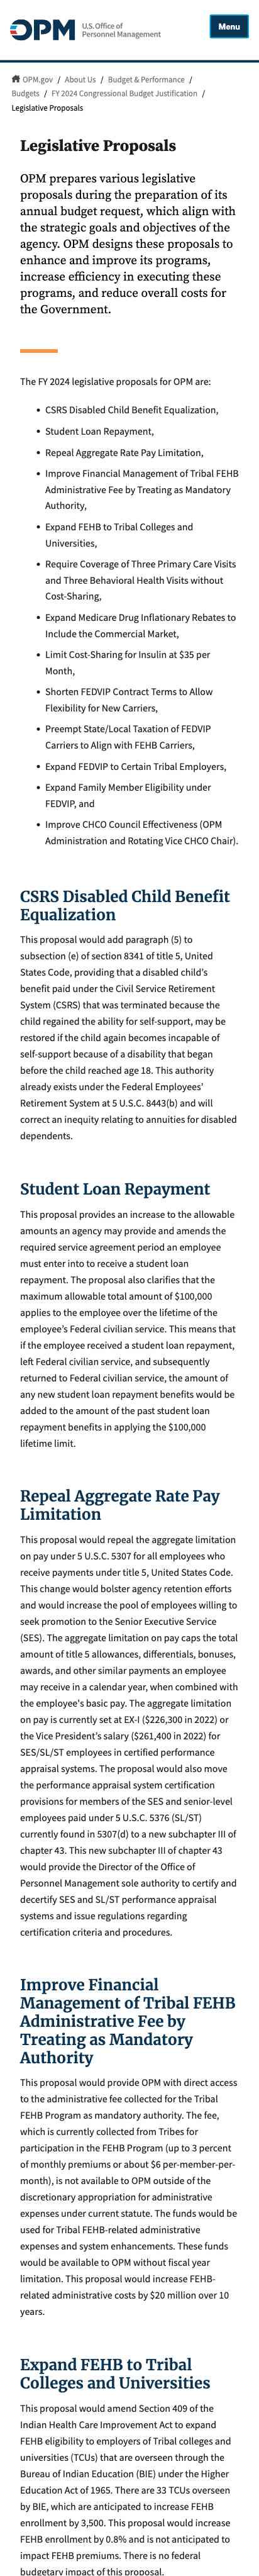 OPM
U.S. Office of
Personnel Management
Menu
OPM.gov / About Us / Budget & Performance /
Budgets / FY 2024 Congressional Budget Justification /
Legislative Proposals
Legislative Proposals
OPM prepares various legislative
proposals during the preparation of its
annual budget request, which align with
the strategic goals and objectives of the
agency. OPM designs these proposals to
enhance and improve its programs,
increase efficiency in executing these
programs, and reduce overall costs for
the Government.
The FY 2024 legislative proposals for OPM are:
• CSRS Disabled Child Benefit Equalization,
• Student Loan Repayment,
• Repeal Aggregate Rate Pay Limitation,
• Improve Financial Management of Tribal FEHB
Administrative Fee by Treating as Mandatory
Authority,
• Expand FEHB to Tribal Colleges and
Universities,
• Require Coverage of Three Primary Care Visits
and Three Behavioral Health Visits without
Cost-Sharing,
• Expand Medicare Drug Inflationary Rebates to
Include the Commercial Market,
• Limit Cost-Sharing for Insulin at $35 per
Month,
• Shorten FEDVIP Contract Terms to Allow
Flexibility for New Carriers,
• Preempt State/Local Taxation of FEDVIP
Carriers to Align with FEHB Carriers,
• Expand FEDVIP to Certain Tribal Employers,
• Expand Family Member Eligibility under
FEDVIP, and
• Improve CHCO Council Effectiveness (OPM
Administration and Rotating Vice CHCO Chair).
CSRS Disabled Child Benefit
Equalization
This proposal would add paragraph (5) to
subsection (e) of section 8341 of title 5, United
States Code, providing that a disabled child's
benefit paid under the Civil Service Retirement
System (CSRS) that was terminated because the
child regained the ability for self-support, may be
restored if the child again becomes incapable of
self-support because of a disability that began
before the child reached age 18. This authority
already exists under the Federal Employees'
Retirement System at 5 U.S.C. 8443(b) and will
correct an inequity relating to annuities for disabled
dependents.
Student Loan Repayment
This proposal provides an increase to the allowable
amounts an agency may provide and amends the
required service agreement period an employee
must enter into to receive a student loan
repayment. The proposal also clarifies that the
maximum allowable total amount of $100,000
applies to the employee over the lifetime of the
employee's Federal civilian service. This means that
if the employee received a student loan repayment,
left Federal civilian service, and subsequently
returned to Federal civilian service, the amount of
any new student loan repayment benefits would be
added to the amount of the past student loan
repayment benefits in applying the $100,000
lifetime limit.
Repeal Aggregate Rate Pay
Limitation
This proposal would repeal the aggregate limitation
on pay under 5 U.S.C. 5307 for all employees who
receive payments under title 5, United States Code.
This change would bolster agency retention efforts
and would increase the pool of employees willing to
seek promotion to the Senior Executive Service
(SES). The aggregate limitation on pay caps the total
amount of title 5 allowances, differentials, bonuses,
awards, and other similar payments an employee
may receive in a calendar year, when combined with
the employee's basic pay. The aggregate limitation
on pay is currently set at EX-I ($226,300 in 2022) or
the Vice President's salary ($261,400 in 2022) for
SES/SL/ST employees in certified performance
appraisal systems. The proposal would also move
the performance appraisal system certification
provisions for members of the SES and senior-level
employees paid under 5 U.S.C. 5376 (SL/ST)
currently found in 5307(d) to a new subchapter III of
chapter 43. This new subchapter III of chapter 43
would provide the Director of the Office of
Personnel Management sole authority to certify and
decertify SES and SL/ST performance appraisal
systems and issue regulations regarding
certification criteria and procedures.
Improve Financial
Management of Tribal FEHB
Administrative Fee by
Treating as Mandatory
Authority
This proposal would provide OPM with direct access
to the administrative fee collected for the Tribal
FEHB Program as mandatory authority. The fee,
which is currently collected from Tribes for
participation in the FEHB Program (up to 3 percent
of monthly premiums or about $6 per-member-per-
month), is not available to OPM outside of the
discretionary appropriation for administrative
expenses under current statute. The funds would be
used for Tribal FEHB-related administrative
expenses and system enhancements. These funds
would be available to OPM without fiscal year
limitation. This proposal would increase FEHB-
related administrative costs by $20 million over 10
years.
Expand FEHB to Tribal
Colleges and Universities
This proposal would amend Section 409 of the
Indian Health Care Improvement Act to expand
FEHB eligibility to employers of Tribal colleges and
universities (TCUs) that are overseen through the
Bureau of Indian Education (BIE) under the Higher
Education Act of 1965. There are 33 TCUs overseen
by BIE, which are anticipated to increase FEHB
enrollment by 3,500. This proposal would increase
FEHB enrollment by 0.8% and is not anticipated to
impact FEHB premiums. There is no federal
budgetary impact of this proposal.